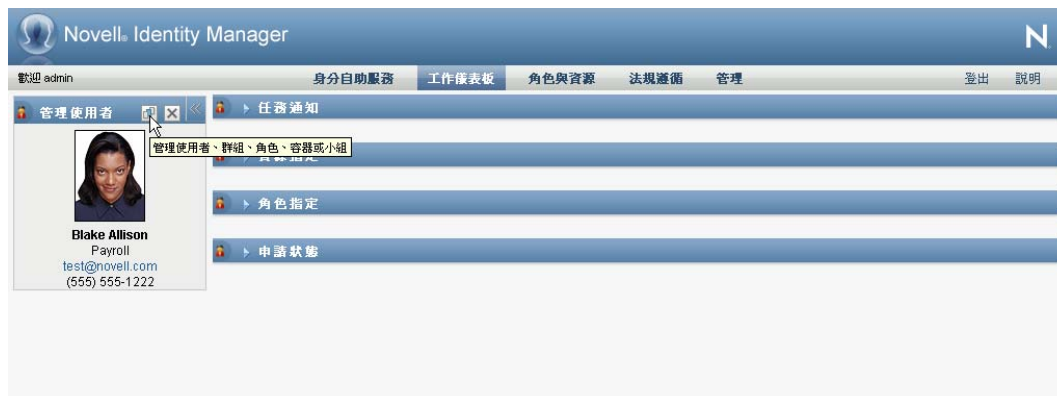 Novell® Identity Manager
N
歡迎 admin
身分自助服務 工作儀表板 角色與資源 法規遵循 管理 登出 說明
管理使用者
任務通知
管理使用者、群組、角色、容器或小組
角色指定
申請狀態
Blake Allison
Payroll
test@novell.com
(555) 555-1222